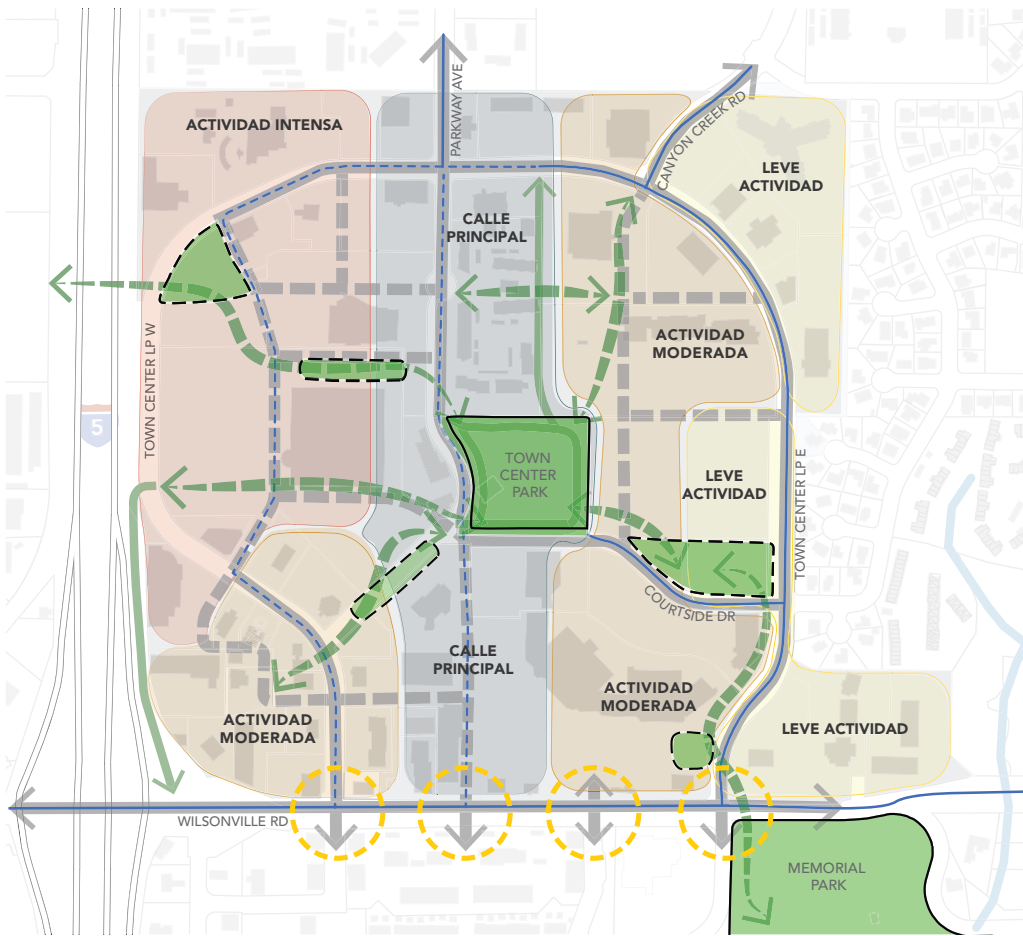 PARKWAY AVE
CANYON CREEK RD
ACTIVIDAD INTENSA
LEVE
ACTIVIDAD
CALLE
PRINCIPAL
TOWN CENTER LP W
ACTIVIDAD
MODERADA
5
TOWN
CENTER
PARK
LEVE
ACTIVIDAD
TOWN CENTER LP E
COURTSIDE DR
CALLE
PRINCIPAL
ACTIVIDAD
MODERADA
ACTIVIDAD
MODERADA
LEVE ACTIVIDAD
WILSONVILLE RD
MEMORIAL
PARK